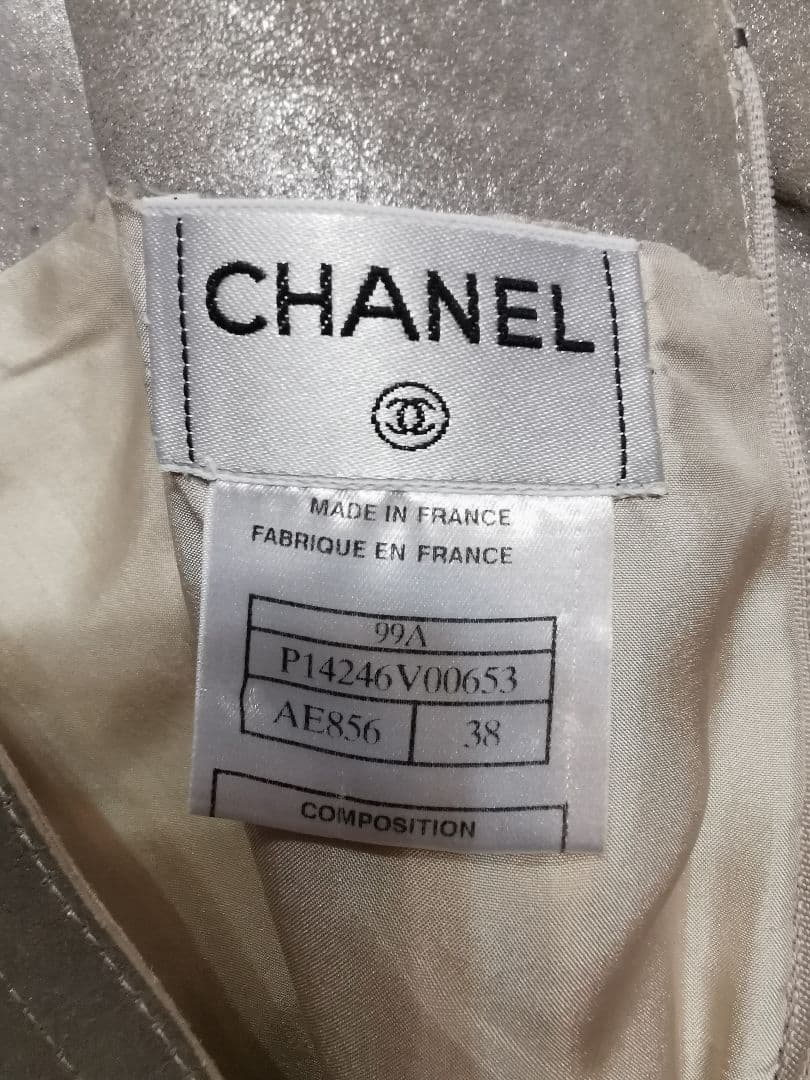 CHANEL
MADE IN FRANCE
FABRIQUE EN FRANCE
99A
P14246V00653
AE856 38
COMPOSITION